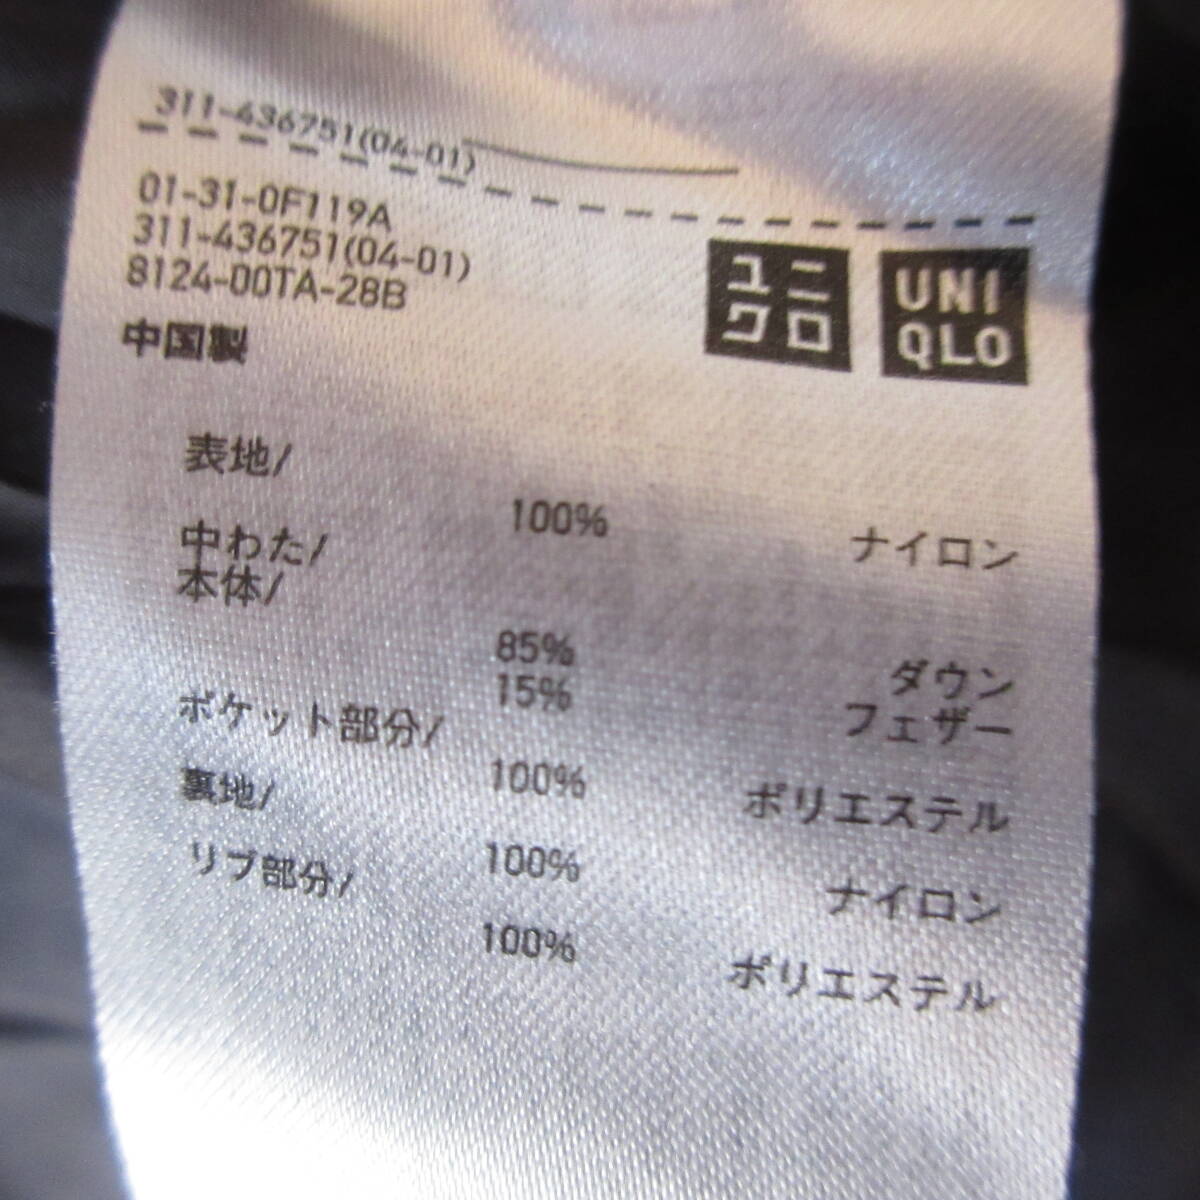 311-436751(04-01)
01-31-0F119A
311-436751(04-01)
8124-00TA-28B
中国製
ユニ
クロ
UNI
QLO
表地/
100% ナイロン
中わた/
本体/
85% ダウン
15% フェザー
ポケット部分/
100% ポリエステル
裏地/
100% ナイロン
リブ部分/
100% ポリエステル